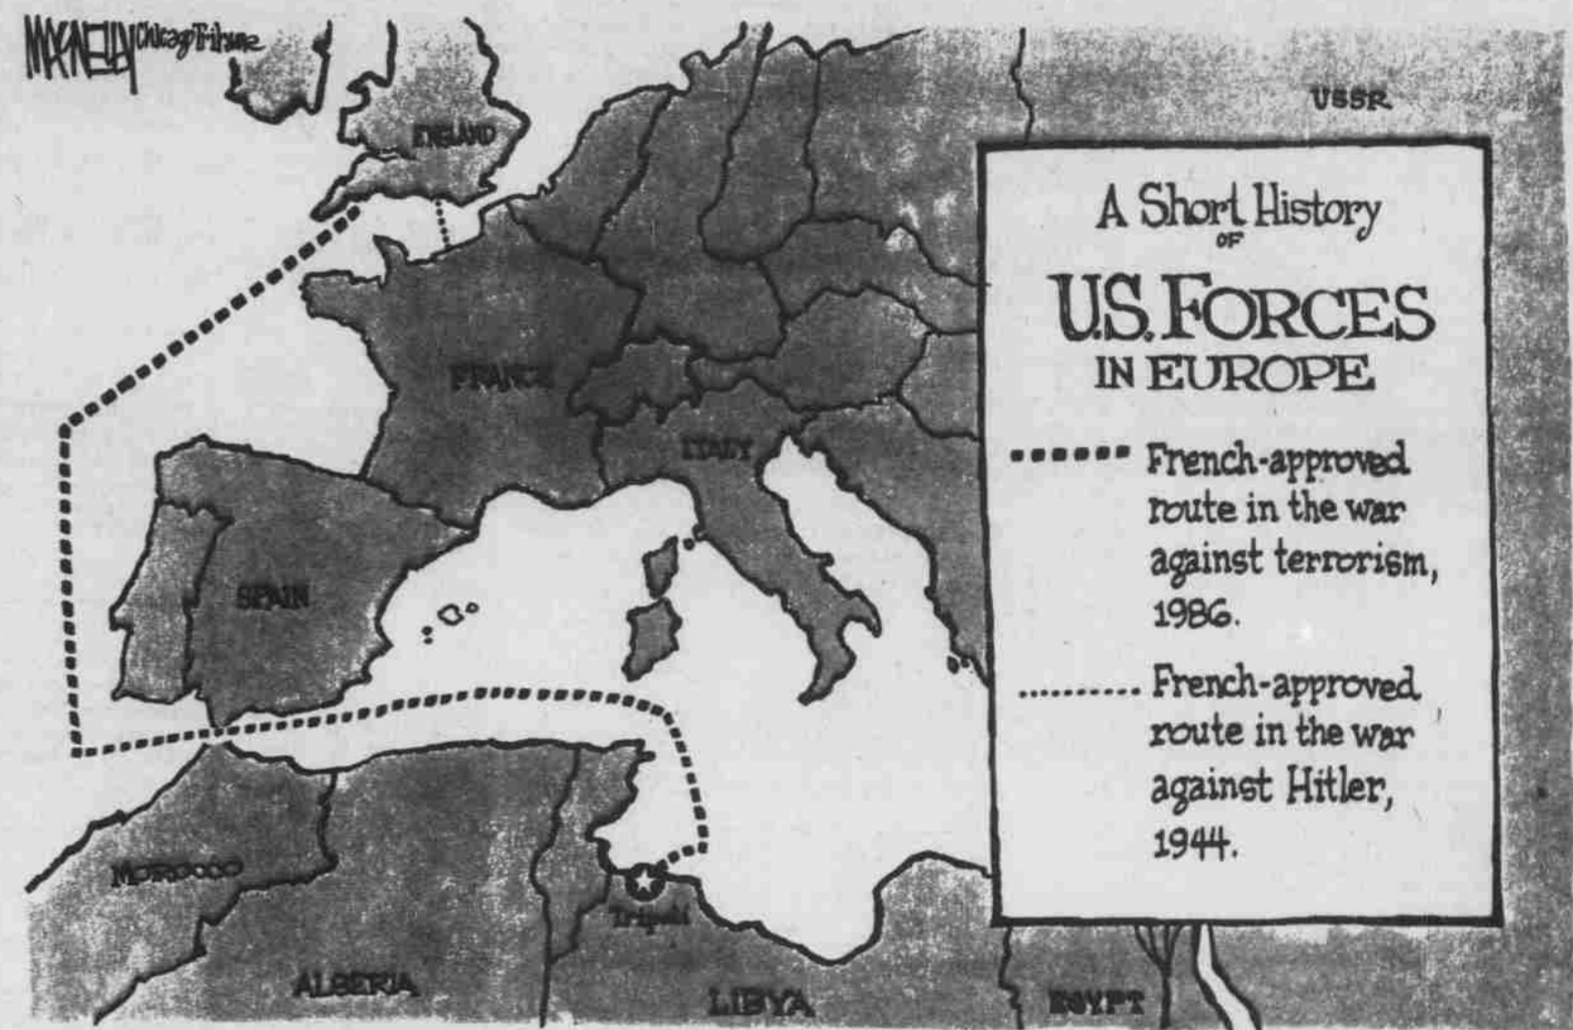 MACNELLY Chicago Tribune
USSR
ENGLAND
A Short History
OF
U.S. FORCES
IN EUROPE
FRANCE
ITALY
French-approved
route in the war
against terrorism,
1986.
SPAIN
French-approved
route in the war
against Hitler,
1944.
MOROCCO
Tripoli
ALGERIA
LIBYA
EGYPT